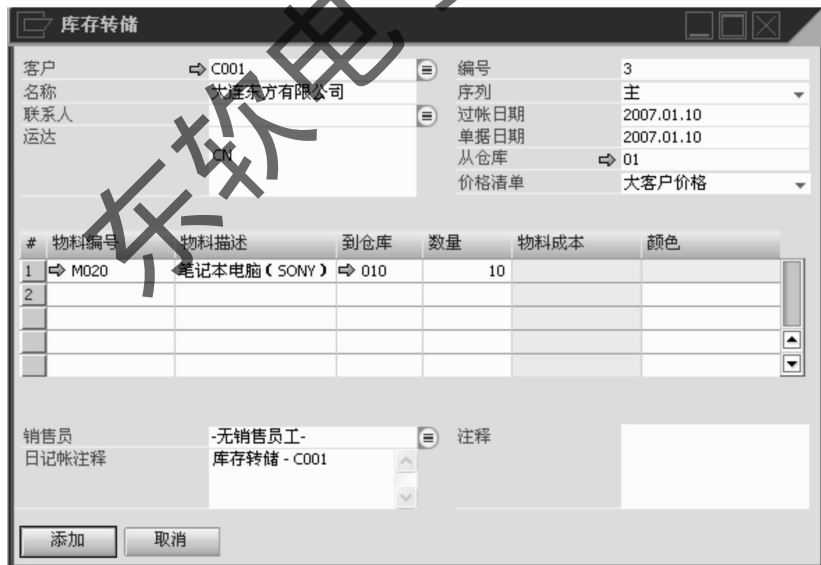 库存转储
客户 C001 编号 3
名称 大连东方有限公司 序列 主
联系人 过帐日期 2007.01.10
运达 单据日期 2007.01.10
CN 从仓库 01
价格清单 大客户价格
# 物料编号 物料描述 到仓库 数量 物料成本 颜色
1 M020 笔记本电脑(SONY) 010 10
2
销售员 -无销售员工- 注释
日记帐注释 库存转储 - C001
添加 取消
东软电